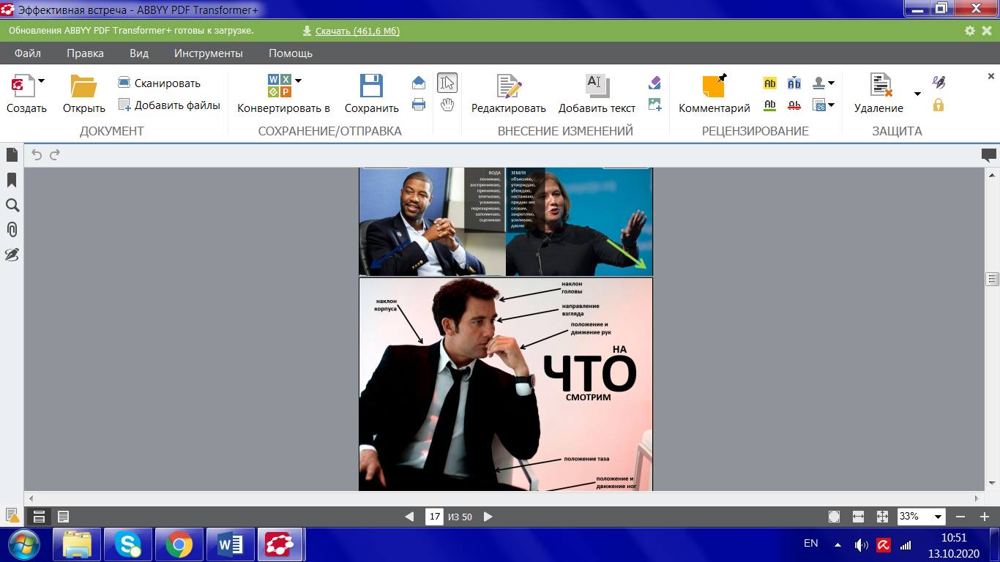 Эффективная встреча - ABBYY PDF Transformer+
Обновления ABBYY PDF Transformer+ готовы к загрузке.
Скачать (461,6 Мб)
Файл Правка Вид Инструменты Помощь
Создать
Открыть
Сканировать
Добавить файлы
ДОКУМЕНТ
Конвертировать в
Сохранить
СОХРАНЕНИЕ/ОТПРАВКА
Редактировать
Добавить текст
ВНЕСЕНИЕ ИЗМЕНЕНИЙ
Комментарий
РЕЦЕНЗИРОВАНИЕ
Удаление
ЗАЩИТА
ВОДА
понимаю,
воспринимаю,
принимаю,
впитываю,
усваиваю,
перевариваю,
запоминаю,
оцениваю
ЗЕМЛЯ
объясняю,
утверждаю,
убеждаю,
настаиваю,
придаю вес
словам,
закрепляю,
усиливаю,
давлю
наклон
головы
наклон
корпуса
направление
взгляда
положение и
движение рук
НА
ЧТО
СМОТРИМ
положение таза
положение и
движение ног
17 ИЗ 50
33%
EN
10:51
13.10.2020